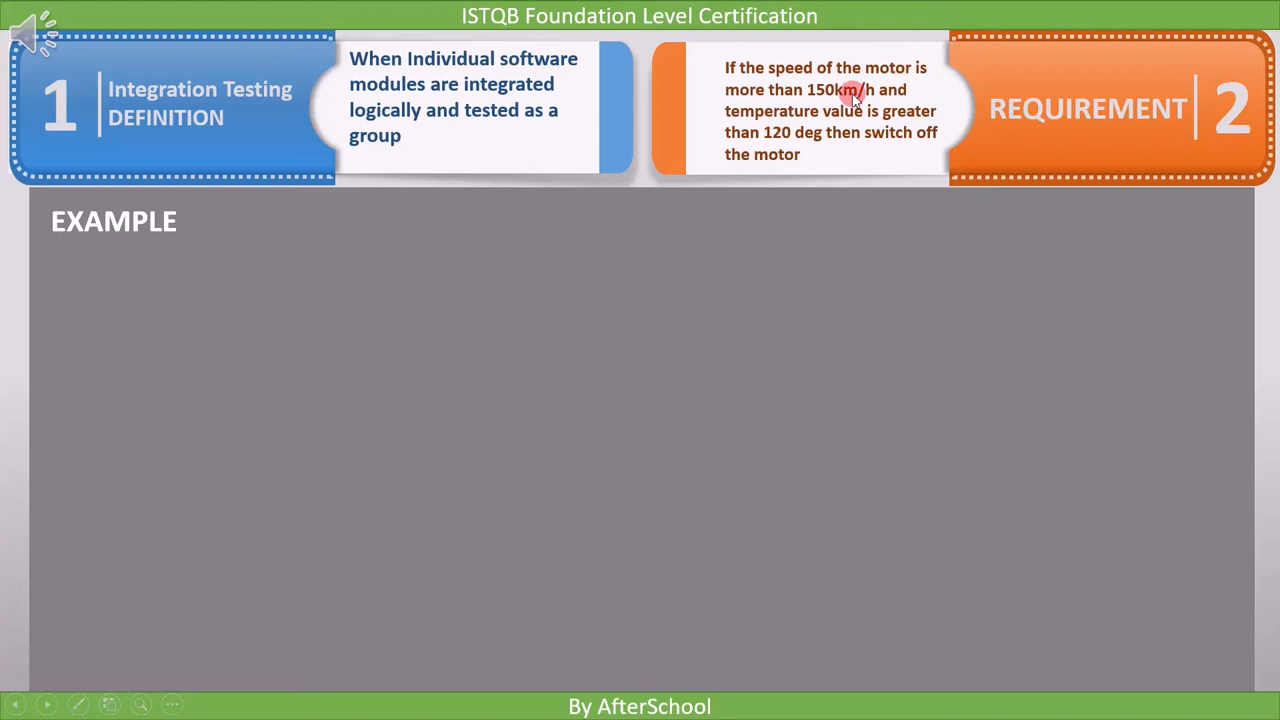 ISTQB Foundation Level Certification
1
Integration Testing
DEFINITION
When Individual software
modules are integrated
logically and tested as a
group
If the speed of the motor is
more than 150km/h and
temperature value is greater
than 120 deg then switch off
the motor
REQUIREMENT
2
EXAMPLE
By AfterSchool